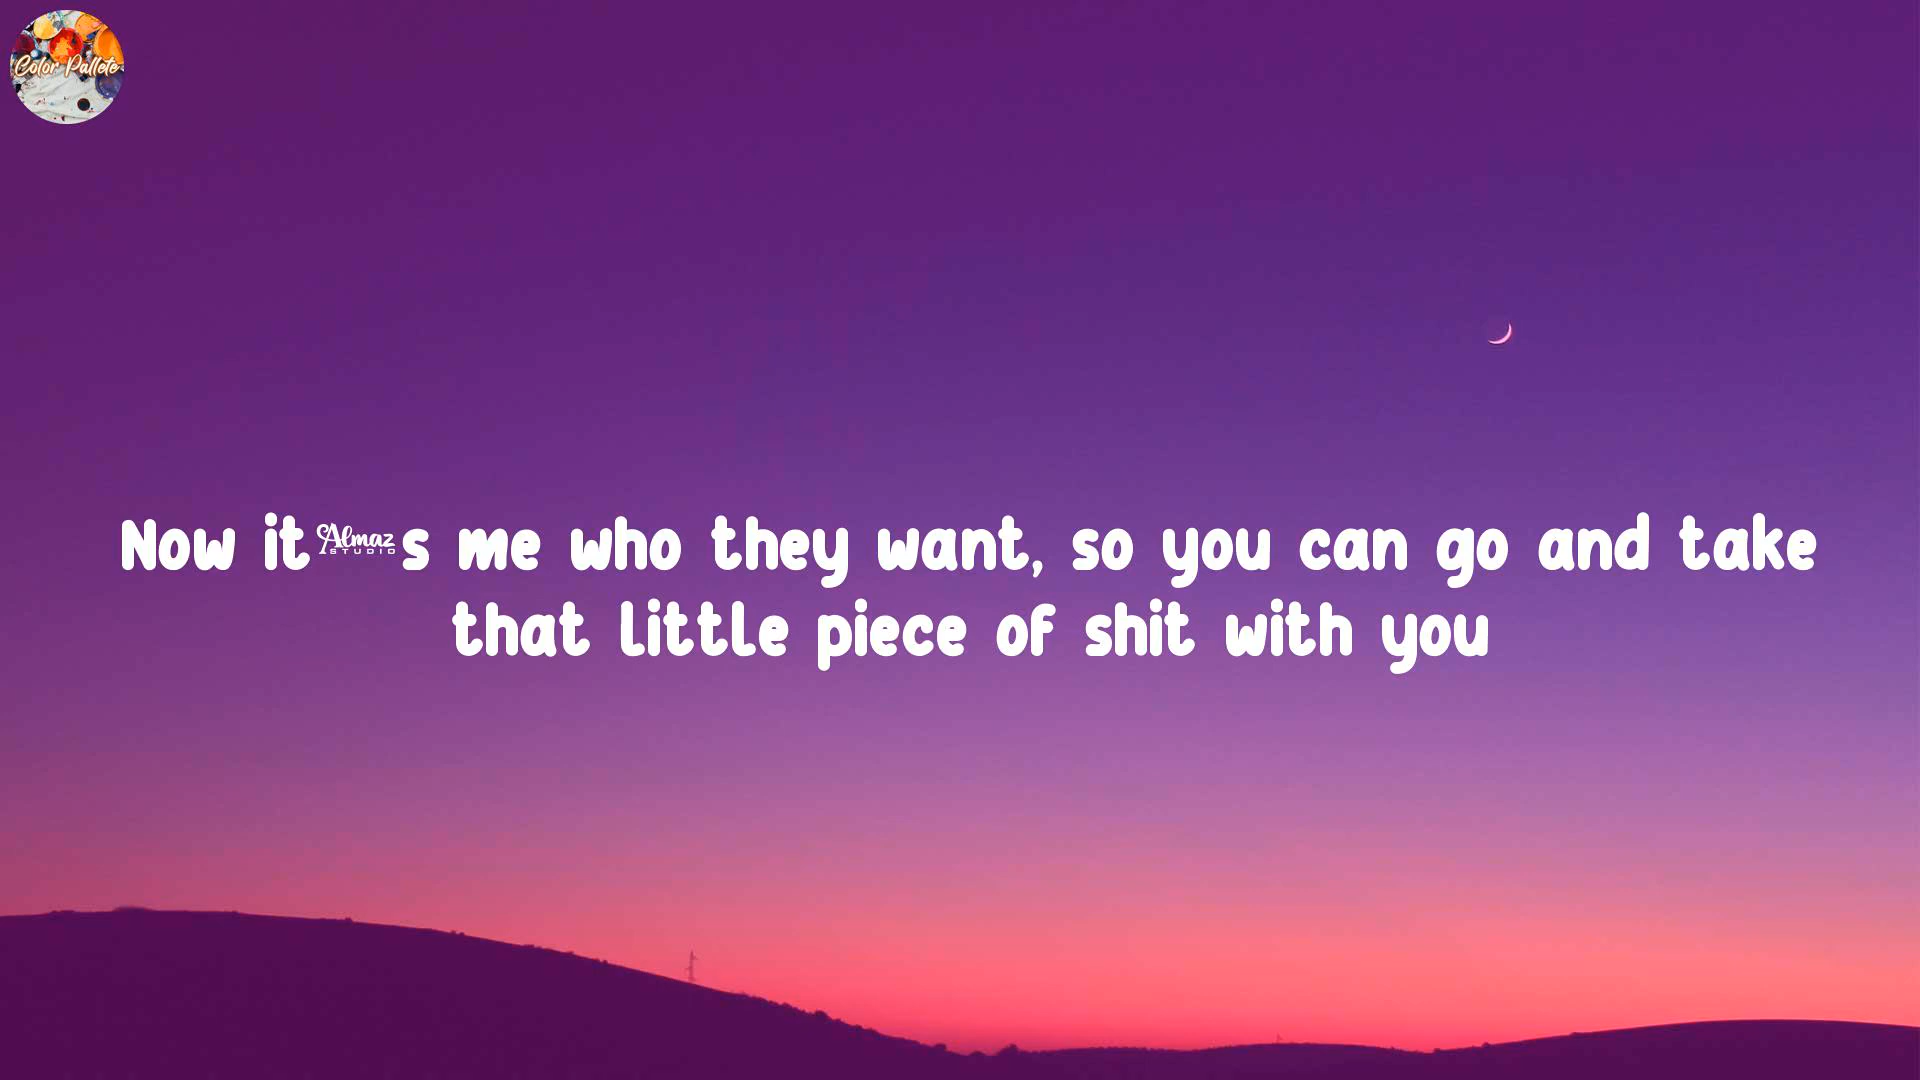 Color Pallete
Now it Almaz STUDIO s me who they want, so you can go and take
that little piece of shit with you